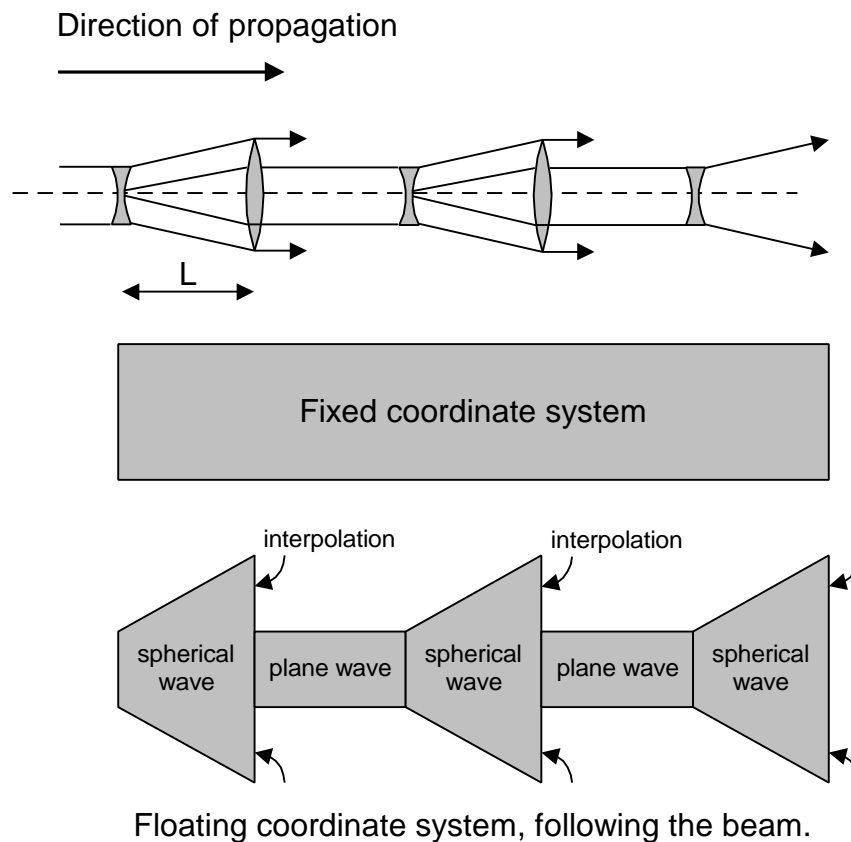 Direction of propagation
L
Fixed coordinate system
interpolation
interpolation
spherical
wave
plane wave
spherical
wave
plane wave
spherical
wave
Floating coordinate system, following the beam.